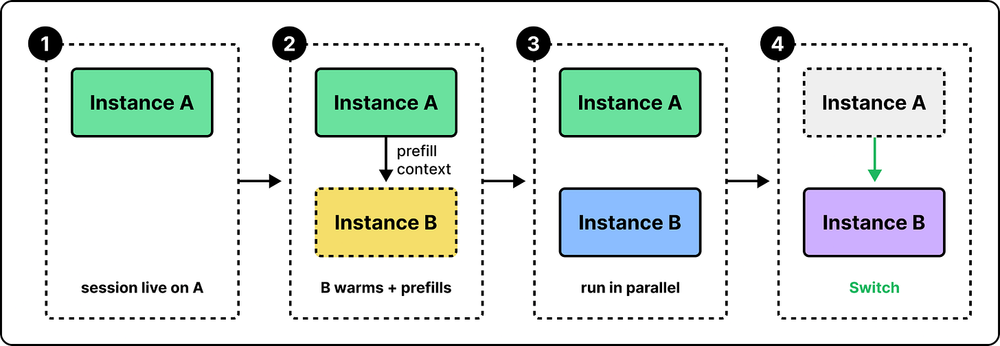 1
Instance A
session live on A
2
Instance A
prefill
context
Instance B
B warms + prefills
3
Instance A
Instance B
run in parallel
4
Instance A
Instance B
Switch